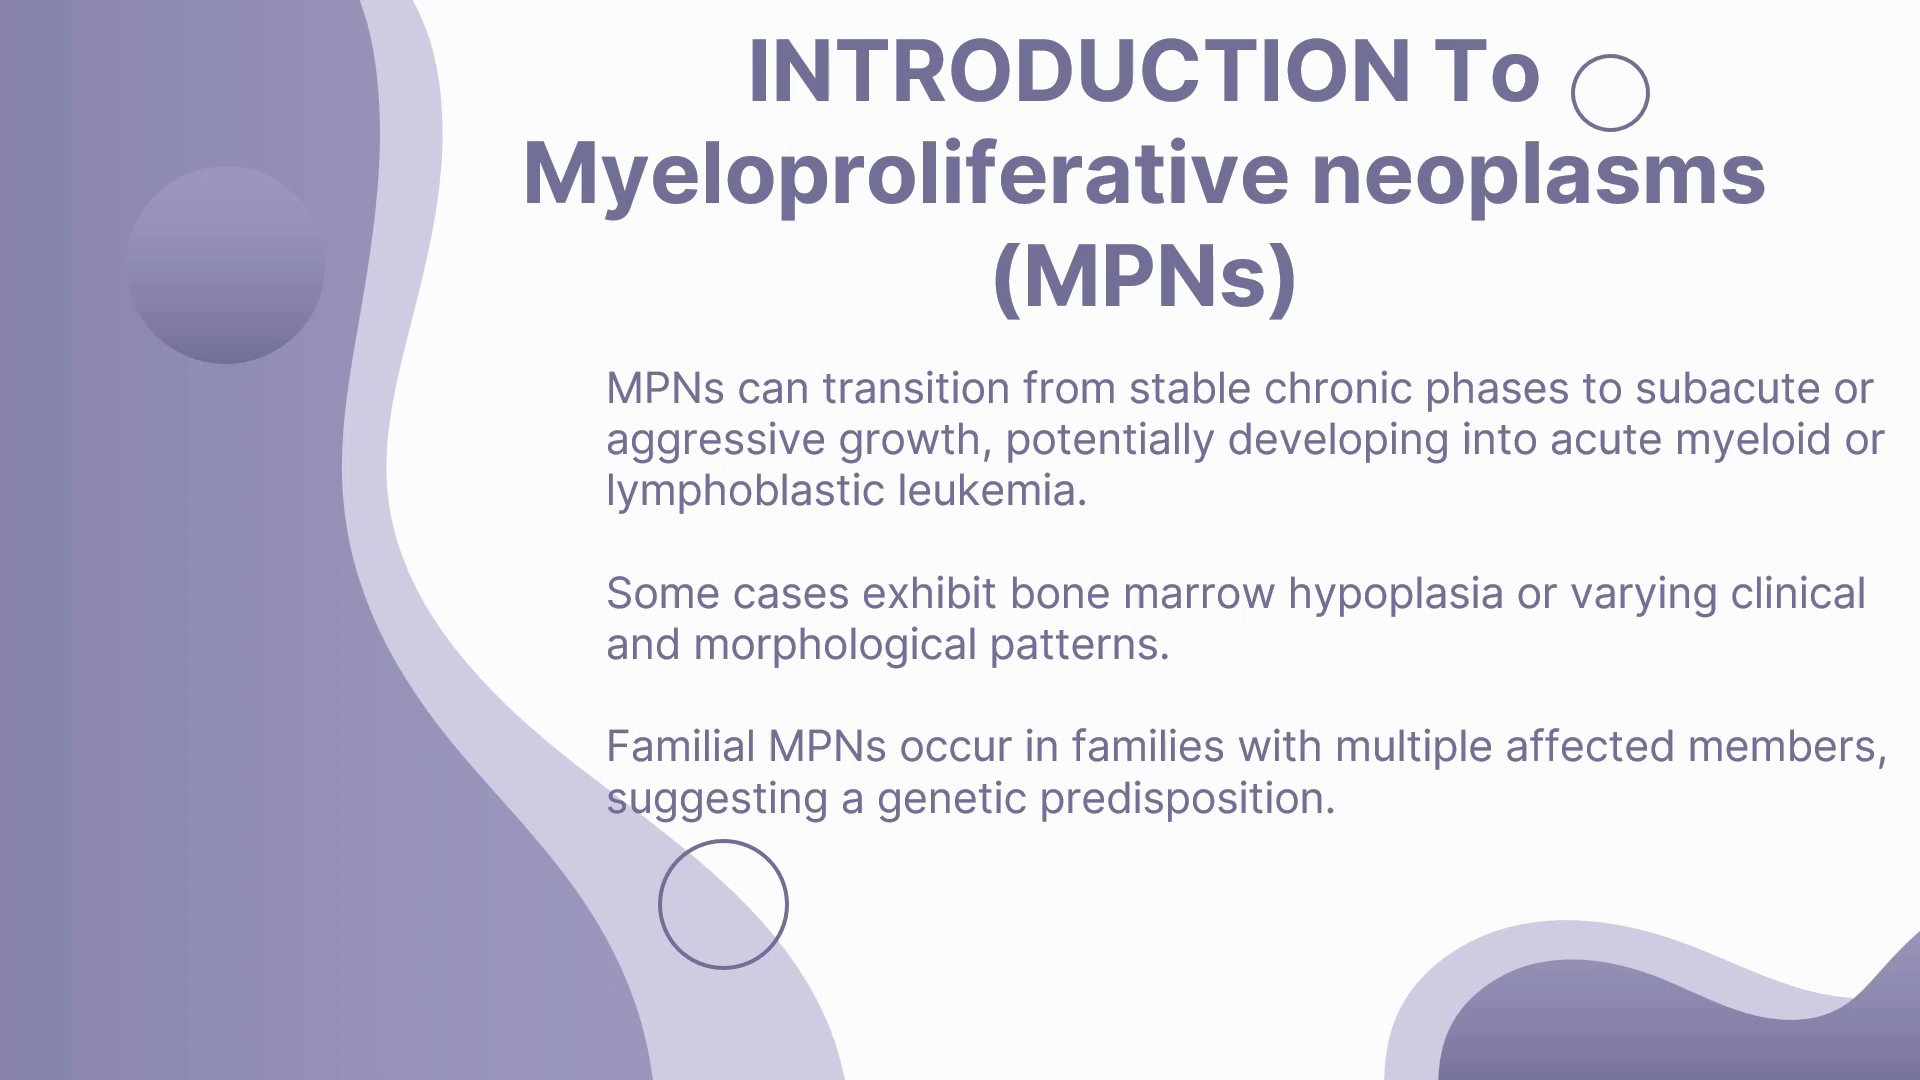 INTRODUCTION To
Myeloproliferative neoplasms
(MPNs)
MPNs can transition from stable chronic phases to subacute or
aggressive growth, potentially developing into acute myeloid or
lymphoblastic leukemia.
Some cases exhibit bone marrow hypoplasia or varying clinical
and morphological patterns.
Familial MPNs occur in families with multiple affected members,
suggesting a genetic predisposition.